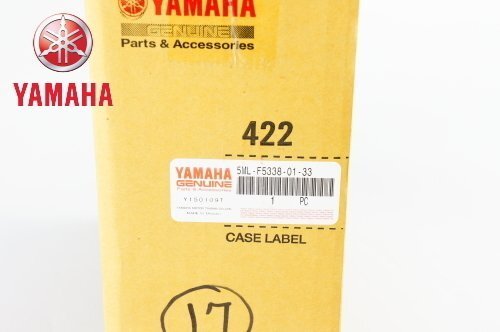 YAMAHA
GENUINE
Parts & Accessories
YAMAHA
422
YAMAHA
GENUINE
Parts & Accessories
5ML-F5338-01-33
1 PC
CASE LABEL
17